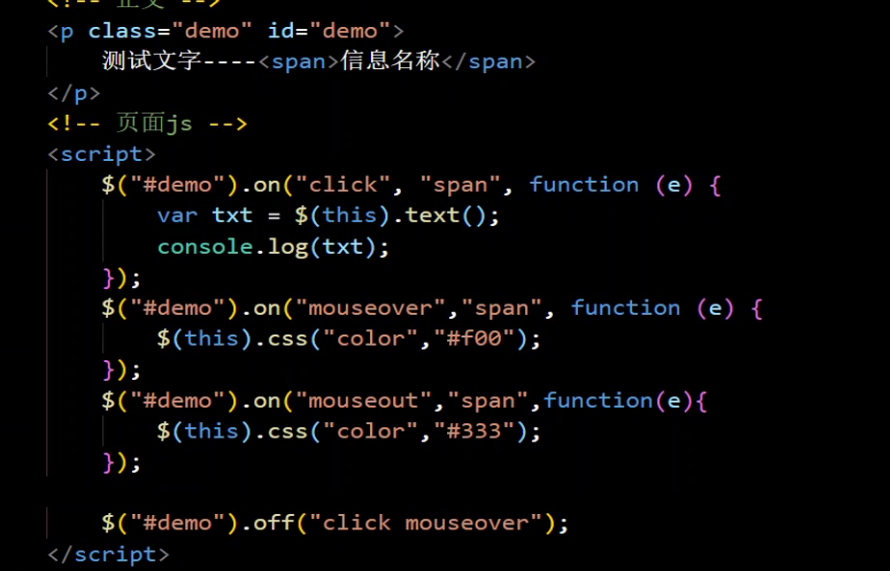 <!-- 正文 -->
<p class="demo" id="demo">
测试文字----<span>信息名称</span>
</p>
<!-- 页面js -->
<script>
$("#demo").on("click", "span", function (e) {
var txt = $(this).text();
console.log(txt);
});
$("#demo").on("mouseover","span", function (e) {
$(this).css("color","#f00");
});
$("#demo").on("mouseout","span",function(e){
$(this).css("color","#333");
});
$("#demo").off("click mouseover");
</script>